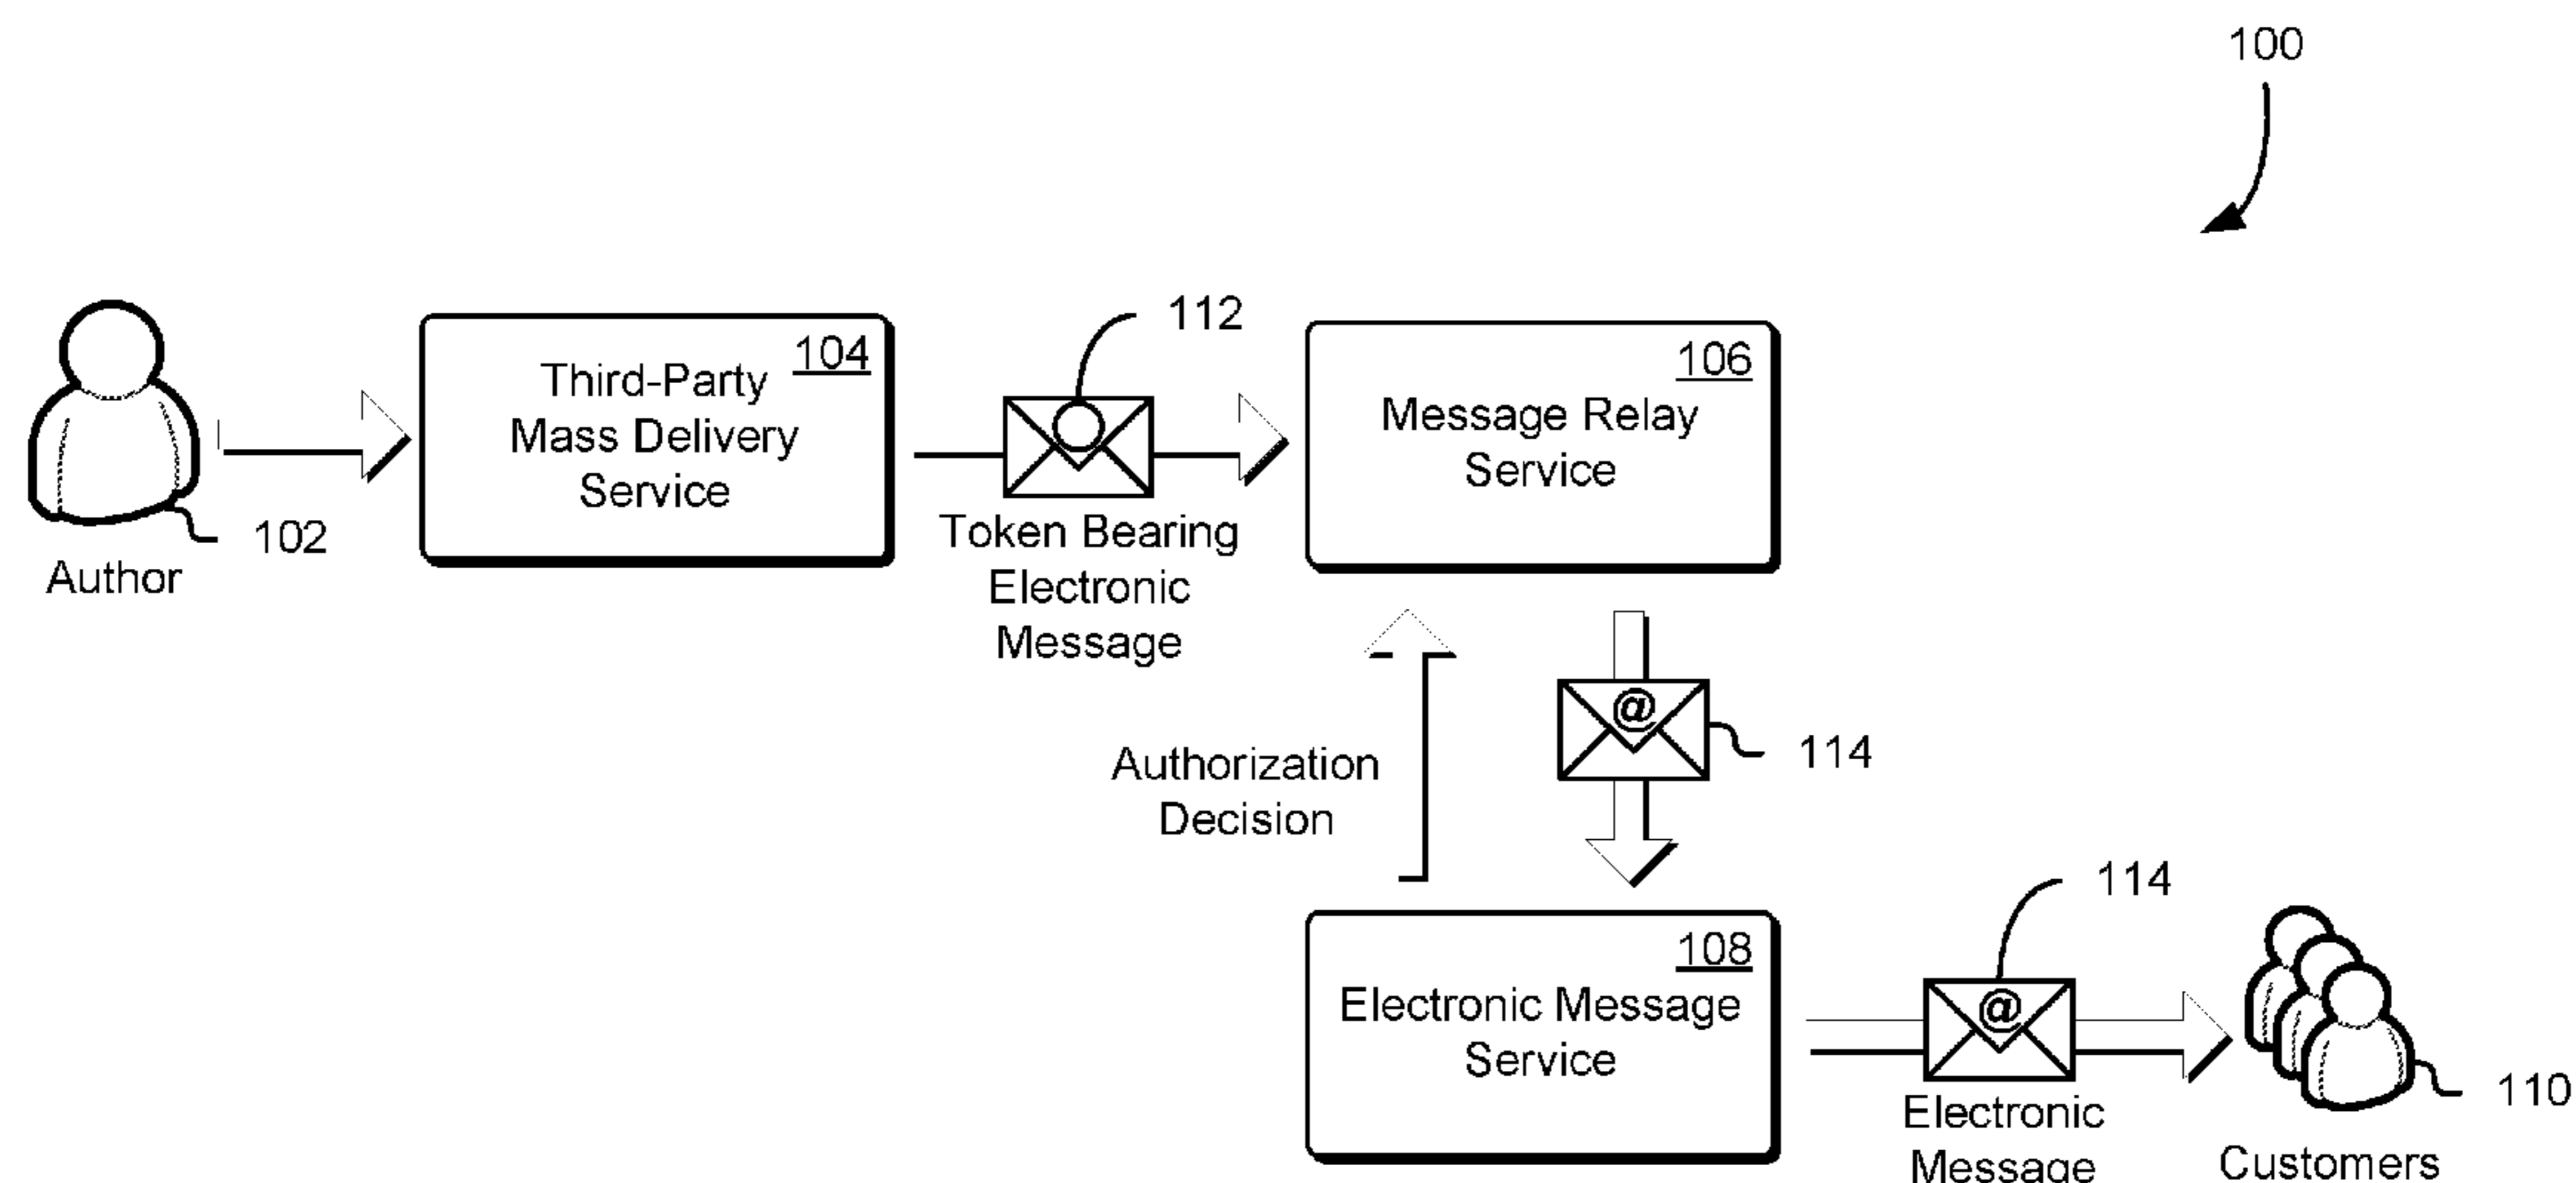 100
112
104
Third-Party
Mass Delivery
Service
106
Message Relay
Service
102
Author
Token Bearing
Electronic
Message
@
114
Authorization
Decision
114
108
Electronic Message
Service
@
110
Electronic
Message
Customers